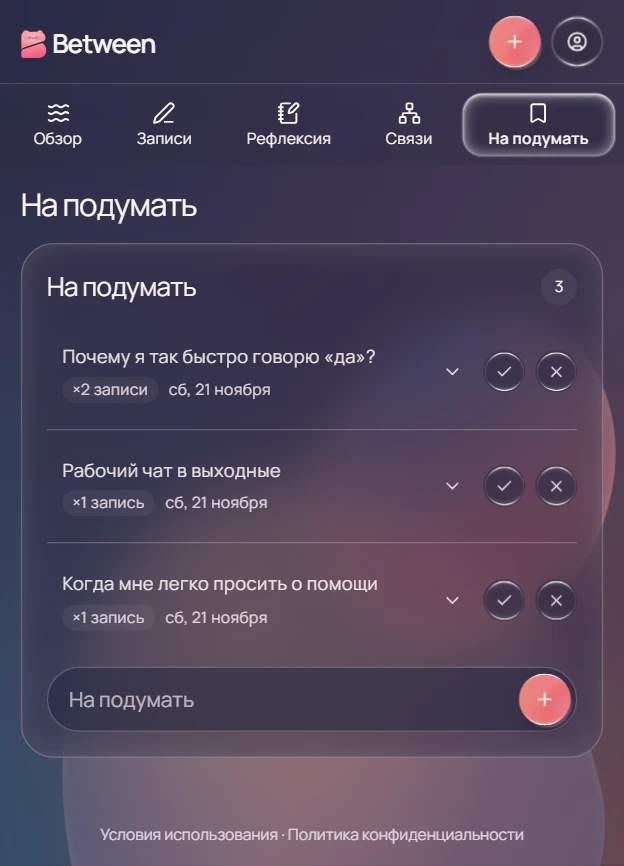 Between
Обзор
Записи
Рефлексия
Связи
На подумать
На подумать
На подумать
3
Почему я так быстро говорю «да»?
×2 записи
сб, 21 ноября
Рабочий чат в выходные
×1 запись
сб, 21 ноября
Когда мне легко просить о помощи
×1 запись
сб, 21 ноября
На подумать
Условия использования · Политика конфиденциальности